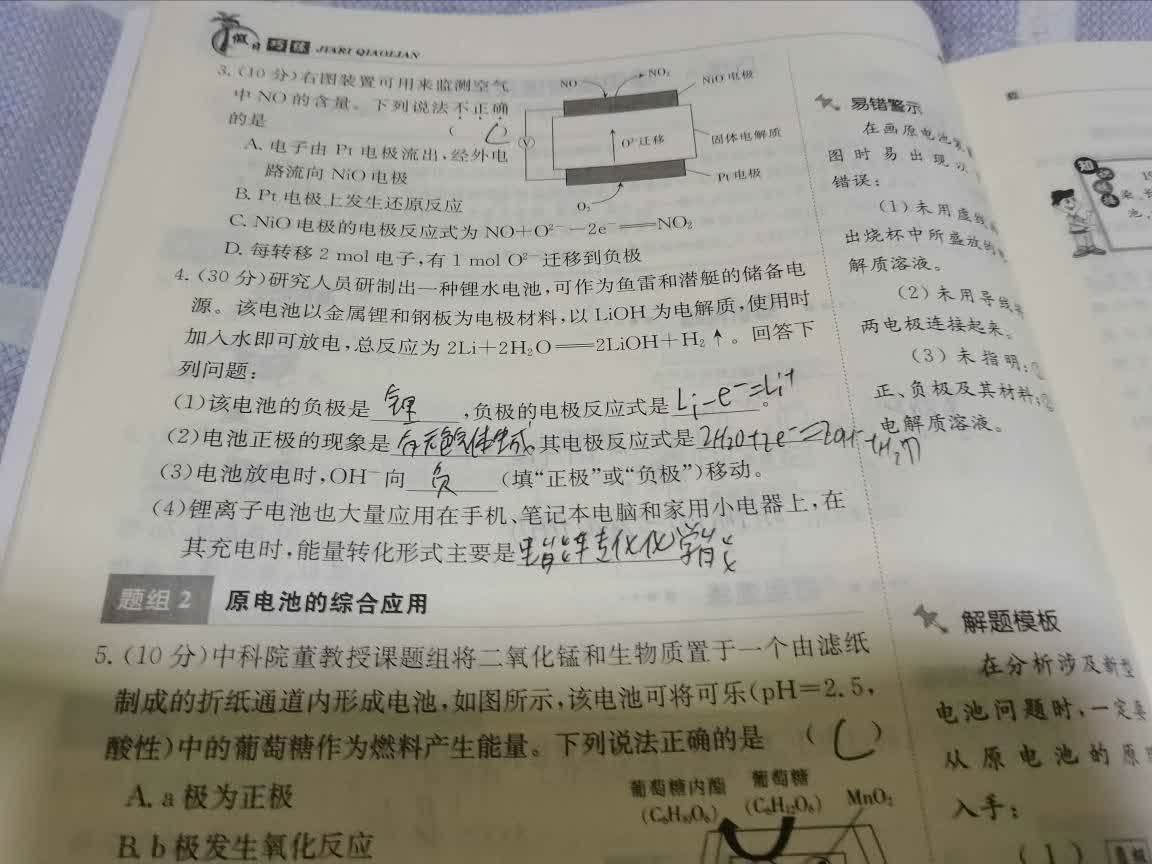 假日巧练 JIARI QIAOLIAN
3. (10分)右图装置可用来监测空气
中NO的含量。下列说法不正确
的是 ( C )
A. 电子由Pt电极流出,经外电
路流向NiO电极
B. Pt电极上发生还原反应
C. NiO电极的电极反应式为NO+O²⁻-2e⁻══NO₂
D. 每转移2 mol电子,有1 mol O²⁻迁移到负极
NO
NO₂
NiO电极
V
O²⁻迁移
固体电解质
Pt电极
O₂
4. (30分)研究人员研制出一种锂水电池,可作为鱼雷和潜艇的储备电
源。该电池以金属锂和钢板为电极材料,以LiOH为电解质,使用时
加入水即可放电,总反应为2Li+2H₂O══2LiOH+H₂↑。回答下
列问题:
(1)该电池的负极是 锂 ,负极的电极反应式是 Li-e⁻=Li⁺ 。
(2)电池正极的现象是 有无色气体生成,其电极反应式是 2H₂O+2e⁻=2OH⁻+H₂↑
(3)电池放电时,OH⁻向 负 (填“正极”或“负极”)移动。
(4)锂离子电池也大量应用在手机、笔记本电脑和家用小电器上,在
其充电时,能量转化形式主要是 电能转化化学能
题组2 原电池的综合应用
5. (10分)中科院董教授课题组将二氧化锰和生物质置于一个由滤纸
制成的折纸通道内形成电池,如图所示,该电池可将可乐(pH=2.5,
酸性)中的葡萄糖作为燃料产生能量。下列说法正确的是 ( C )
A. a极为正极
B. b极发生氧化反应
葡萄糖内酯
(C₆H₁₀O₆)
葡萄糖
(C₆H₁₂O₆)
MnO₂
易错警示
在画原电池装
图时易出现以
错误:
(1)未用虚线
出烧杯中所盛放的
解质溶液。
(2)未用导线
两电极连接起来。
(3)未指明:①
正、负极及其材料;②
电解质溶液。
解题模板
在分析涉及新型
电池问题时,一定要
从原电池的原
入手:
(1)
知